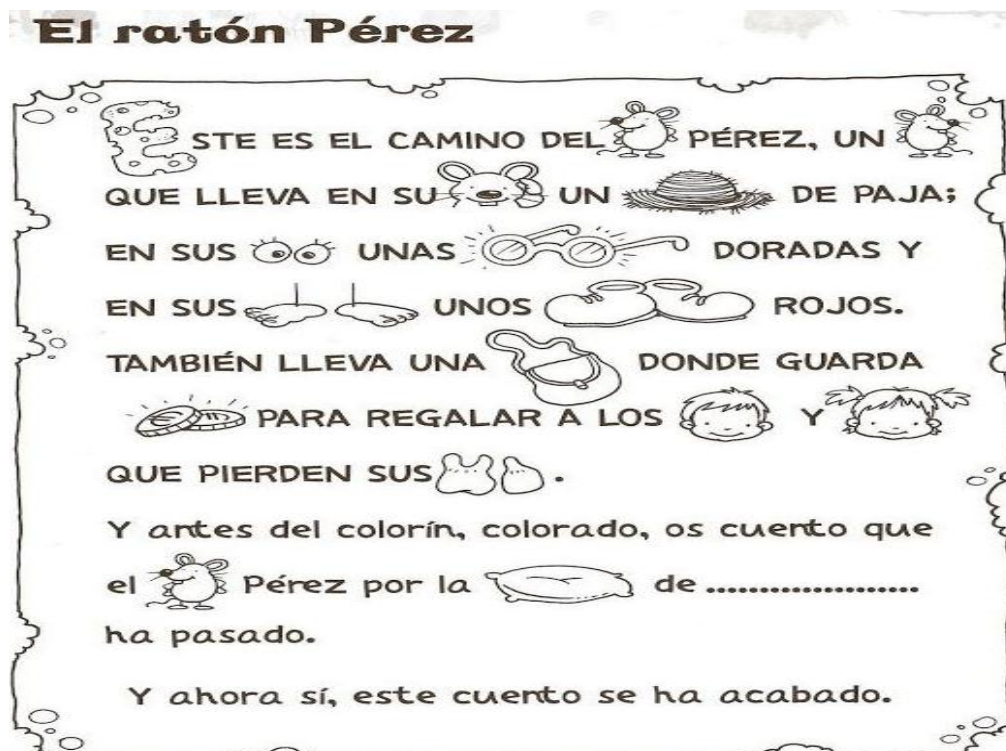 El ratón Pérez
ESTE ES EL CAMINO DEL PÉREZ, UN
QUE LLEVA EN SU UN DE PAJA;
EN SUS UNAS DORADAS Y
EN SUS UNOS ROJOS.
TAMBIÉN LLEVA UNA DONDE GUARDA
PARA REGALAR A LOS Y
QUE PIERDEN SUS .
Y antes del colorín, colorado, os cuento que
el Pérez por la de ....................
ha pasado.
Y ahora sí, este cuento se ha acabado.